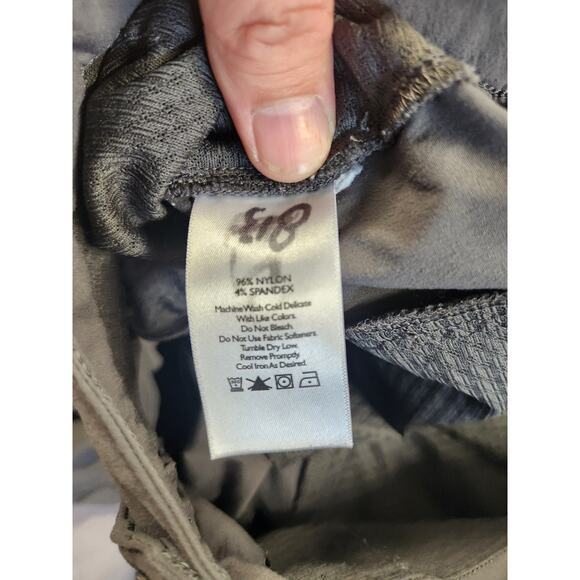 96% NYLON
4% SPANDEX
Machine Wash Cold Delicate
With Like Colors.
Do Not Bleach.
Do Not Use Fabric Softeners.
Tumble Dry Low.
Remove Promptly.
Cool Iron As Desired.